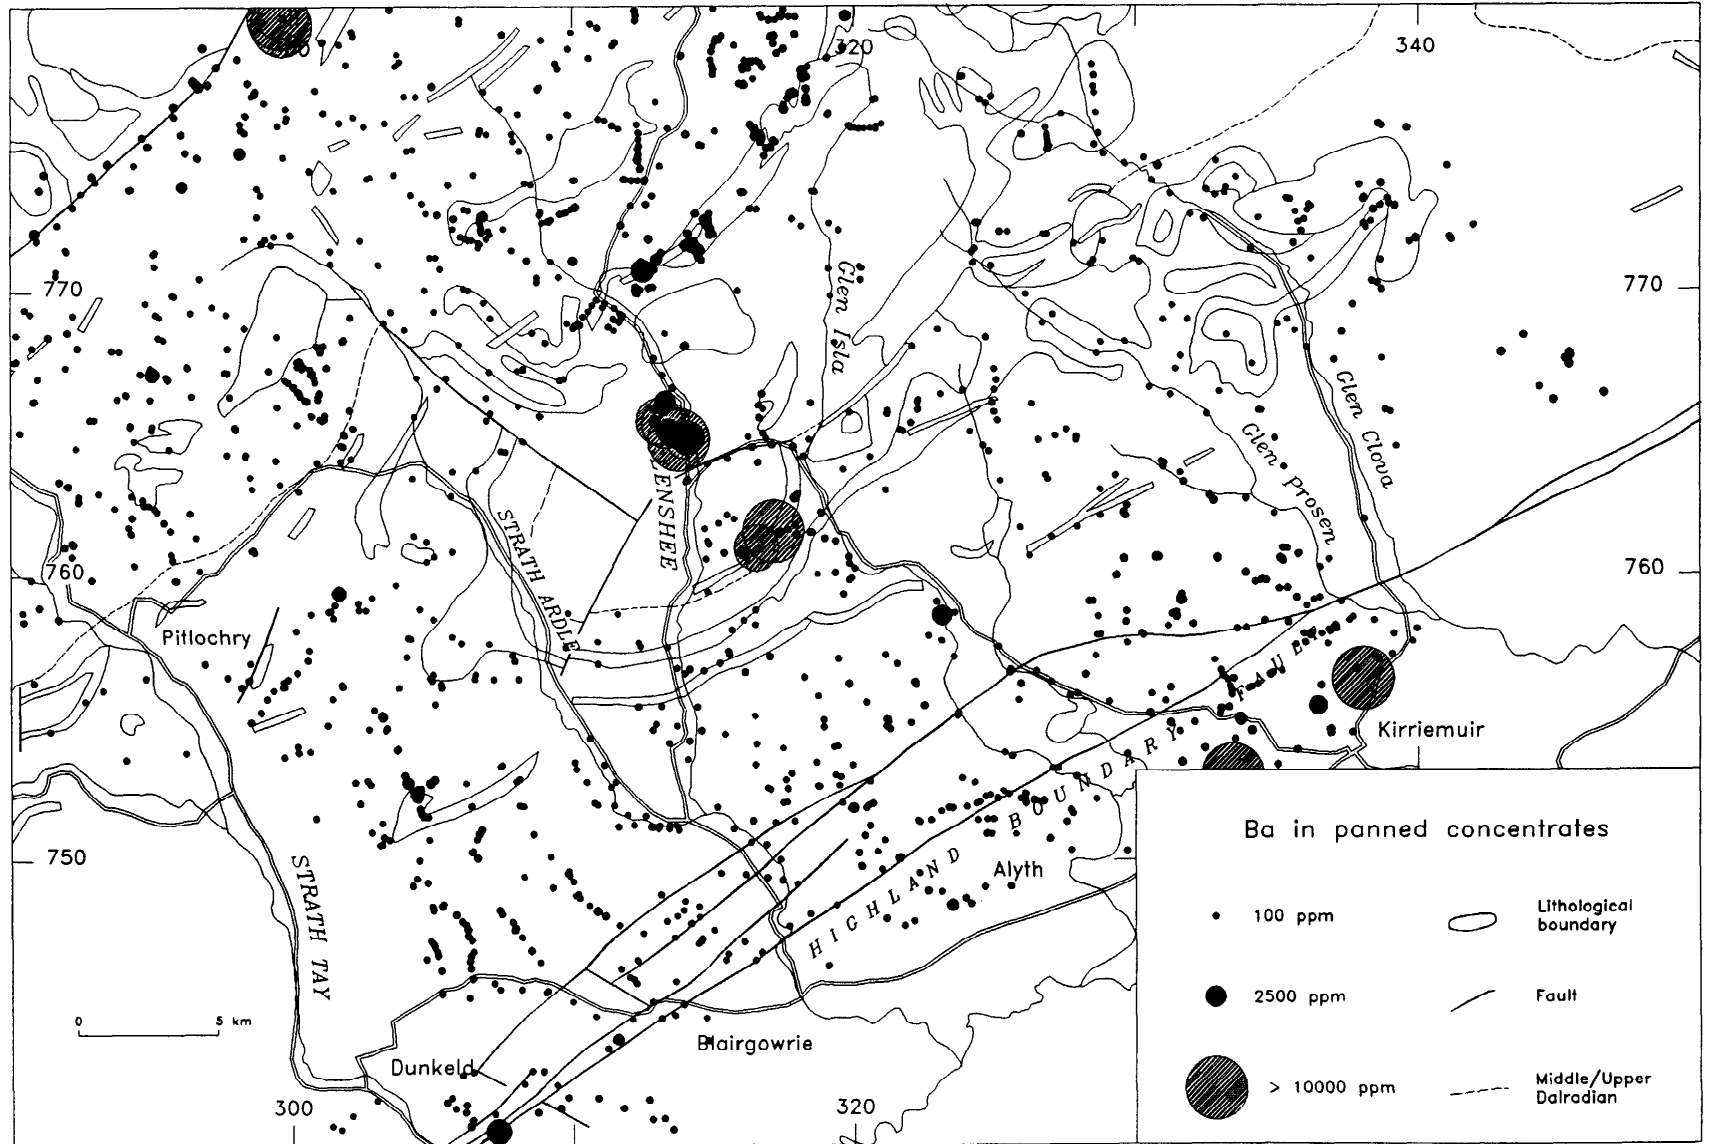 320
340
770
Glen Isla
770
Glen Clova
Glen Prosen
ENSHEE
STRATH ARDLE
760
760
Pitlochry
FAULT
Kirriemuir
HIGHLAND BOUNDARY
750
Alyth
STRATH TAY
0 5 km
Blairgowrie
Dunkeld
300
320
Ba in panned concentrates
100 ppm
2500 ppm
> 10000 ppm
Lithological
boundary
Fault
Middle/Upper
Dalradian